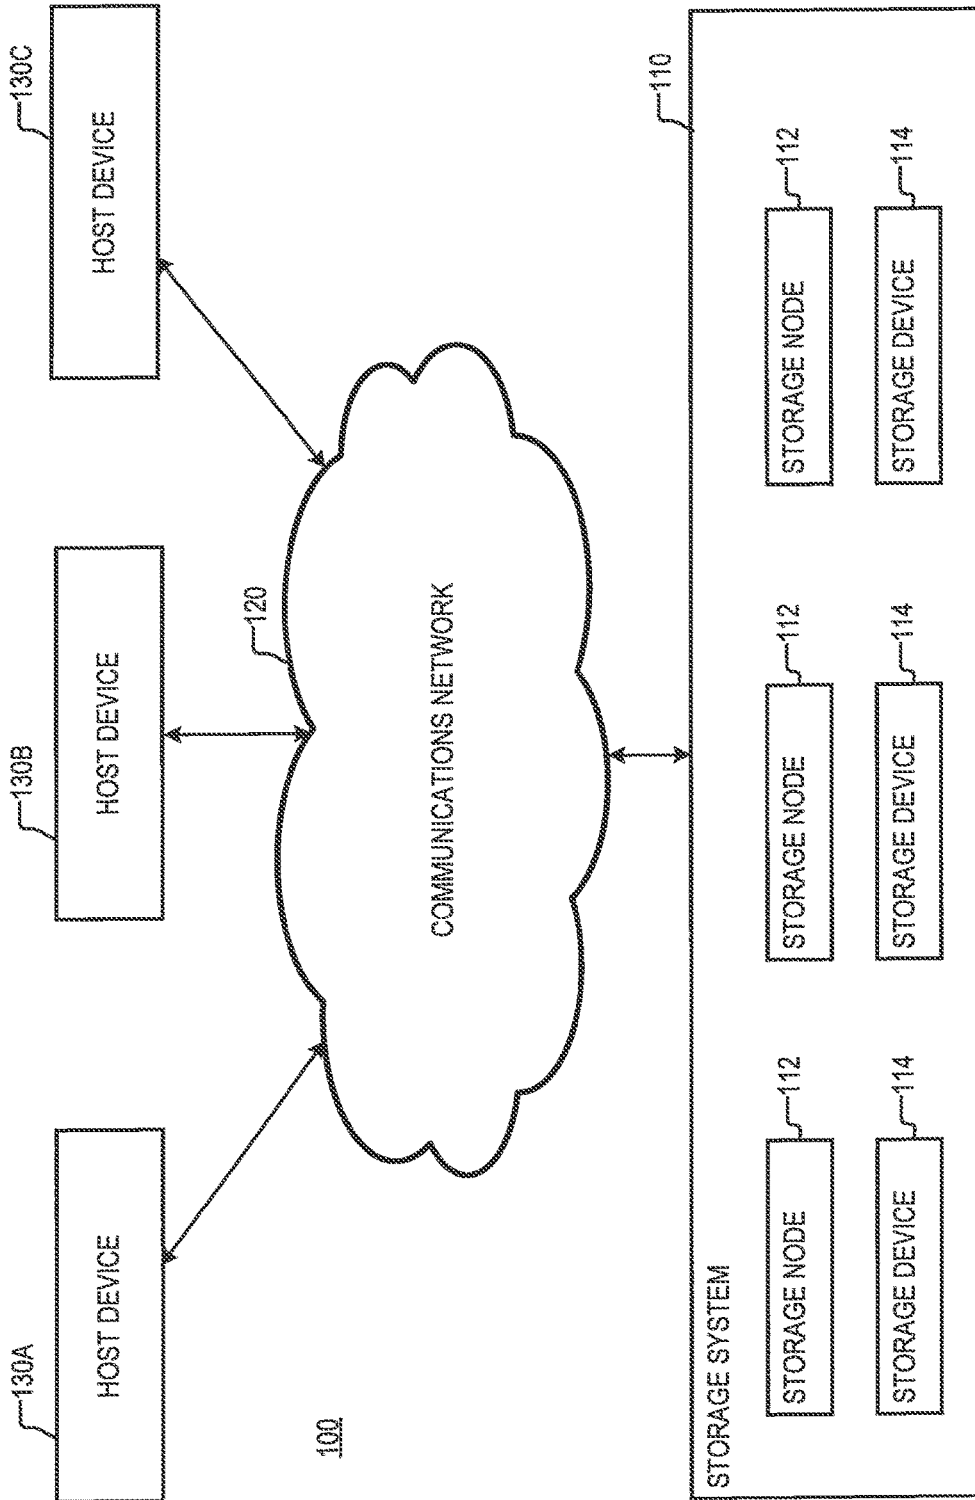 130A
130B
130C
HOST DEVICE
HOST DEVICE
HOST DEVICE
120
100
COMMUNICATIONS NETWORK
110
STORAGE SYSTEM
112
112
112
STORAGE NODE
STORAGE NODE
STORAGE NODE
114
114
114
STORAGE DEVICE
STORAGE DEVICE
STORAGE DEVICE